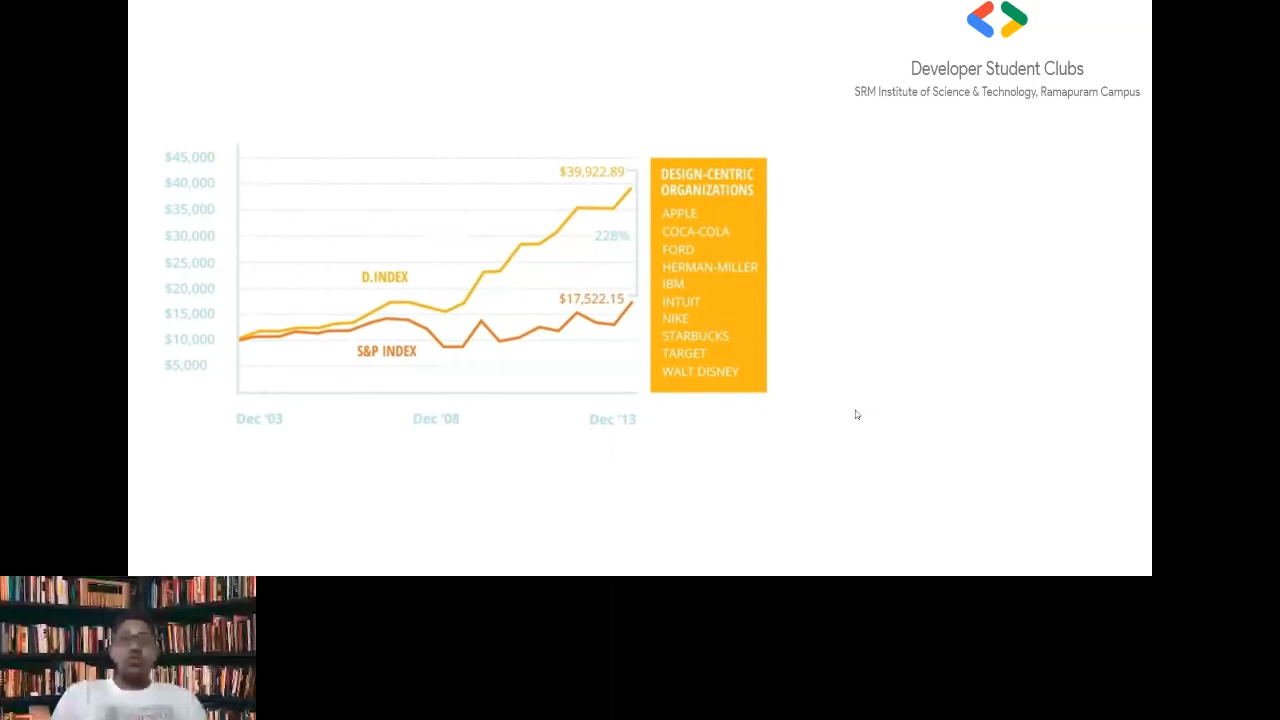 Developer Student Clubs
SRM Institute of Science & Technology, Ramapuram Campus
$45,000
$40,000
$35,000
$30,000
$25,000
$20,000
$15,000
$10,000
$5,000
$39,922.89
228%
D.INDEX
$17,522.15
S&P INDEX
Dec '03
Dec '08
Dec '13
DESIGN-CENTRIC
ORGANIZATIONS
APPLE
COCA-COLA
FORD
HERMAN-MILLER
IBM
INTUIT
NIKE
STARBUCKS
TARGET
WALT DISNEY